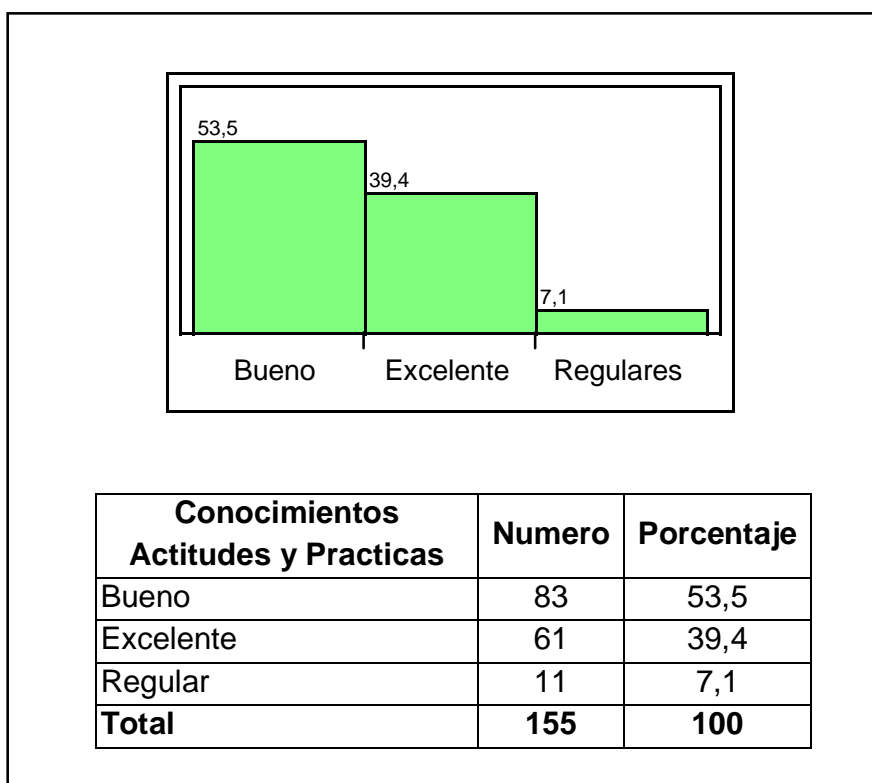 53,5
39,4
7,1
Bueno Excelente Regulares
Conocimientos
Actitudes y Practicas Numero Porcentaje
Bueno 83 53,5
Excelente 61 39,4
Regular 11 7,1
Total 155 100